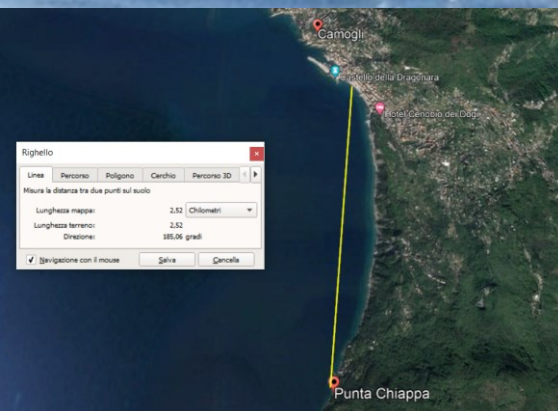 Camogli
Castello della Dragonara
Hotel Cenobio dei Dogi
Righello
Linea Percorso Poligono Cerchio Percorso 3D
Misura la distanza tra due punti sul suolo
Lunghezza mappa: 2,52 Chilometri
Lunghezza terreno: 2,52
Direzione: 185,06 gradi
Navigazione con il mouse Salva Cancella
Punta Chiappa